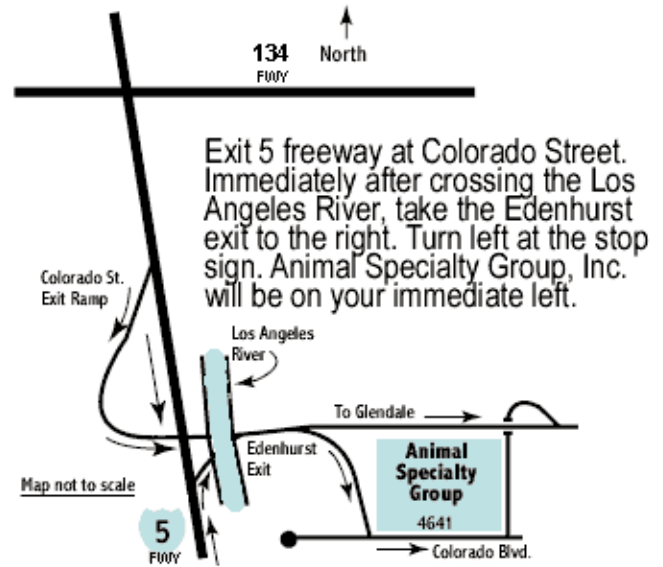 134
FWY
North
Exit 5 freeway at Colorado Street.
Immediately after crossing the Los
Angeles River, take the Edenhurst
exit to the right. Turn left at the stop
sign. Animal Specialty Group, Inc.
will be on your immediate left.
Colorado St.
Exit Ramp
Los Angeles
River
To Glendale
Edenhurst
Exit
Animal
Specialty
Group
4641
Map not to scale
5
FWY
Colorado Blvd.